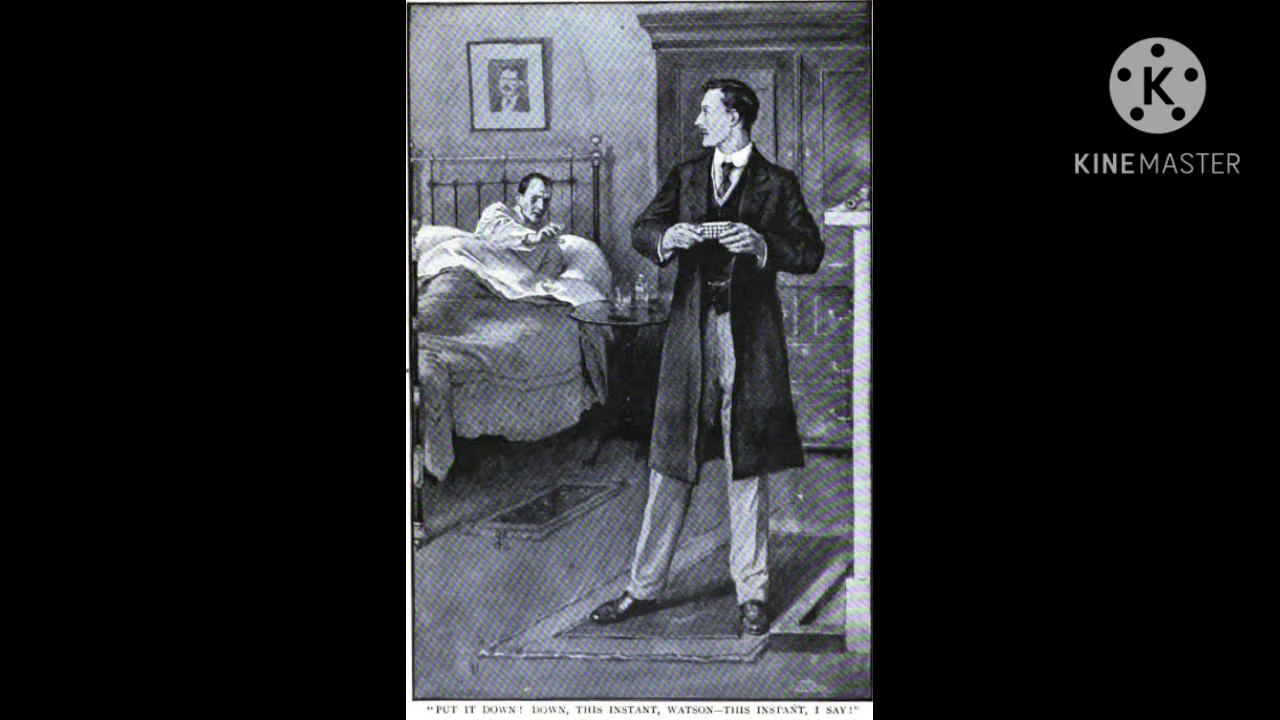 KINEMASTER
"PUT IT DOWN! DOWN, THIS INSTANT, WATSON—THIS INSTANT, I SAY!"